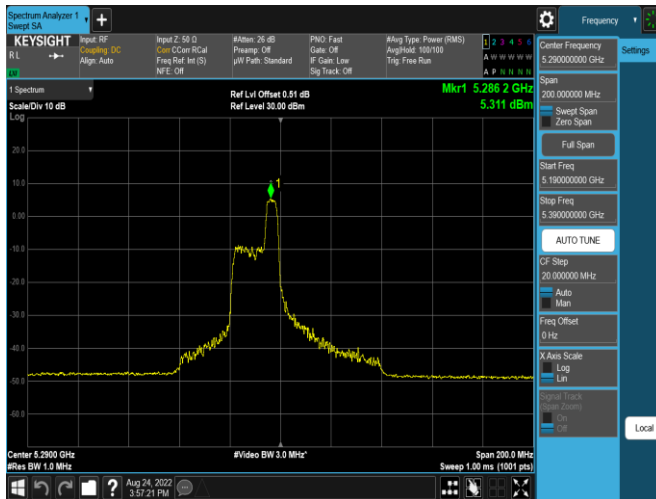 Spectrum Analyzer 1
Swept SA
Frequency
KEYSIGHT
R L
Input: RF
Coupling: DC
Align: Auto
Input Z: 50 Ω
Corr CCorr RCal
Freq Ref: Int (S)
NFE: Off
#Atten: 26 dB
Preamp: Off
µW Path: Standard
PNO: Fast
Gate: Off
IF Gain: Low
Sig Track: Off
#Avg Type: Power (RMS)
Avg|Hold: 100/100
Trig: Free Run
1 2 3 4 5 6
A W W W W W
A P N N N N
1 Spectrum
Scale/Div 10 dB
Log
Ref Lvl Offset 0.51 dB
Ref Level 30.00 dBm
Mkr1 5.286 2 GHz
5.311 dBm
20.0
10.0
0.00
-10.0
-20.0
-30.0
-40.0
-50.0
-60.0
1
Center 5.2900 GHz
#Res BW 1.0 MHz
#Video BW 3.0 MHz*
Span 200.0 MHz
Sweep 1.00 ms (1001 pts)
Aug 24, 2022
3:57:21 PM
Center Frequency
5.290000000 GHz
Span
200.000000 MHz
Swept Span
Zero Span
Full Span
Start Freq
5.190000000 GHz
Stop Freq
5.390000000 GHz
AUTO TUNE
CF Step
20.000000 MHz
Auto
Man
Freq Offset
0 Hz
X Axis Scale
Log
Lin
Signal Track
(Span Zoom)
On
Off
Settings
Local